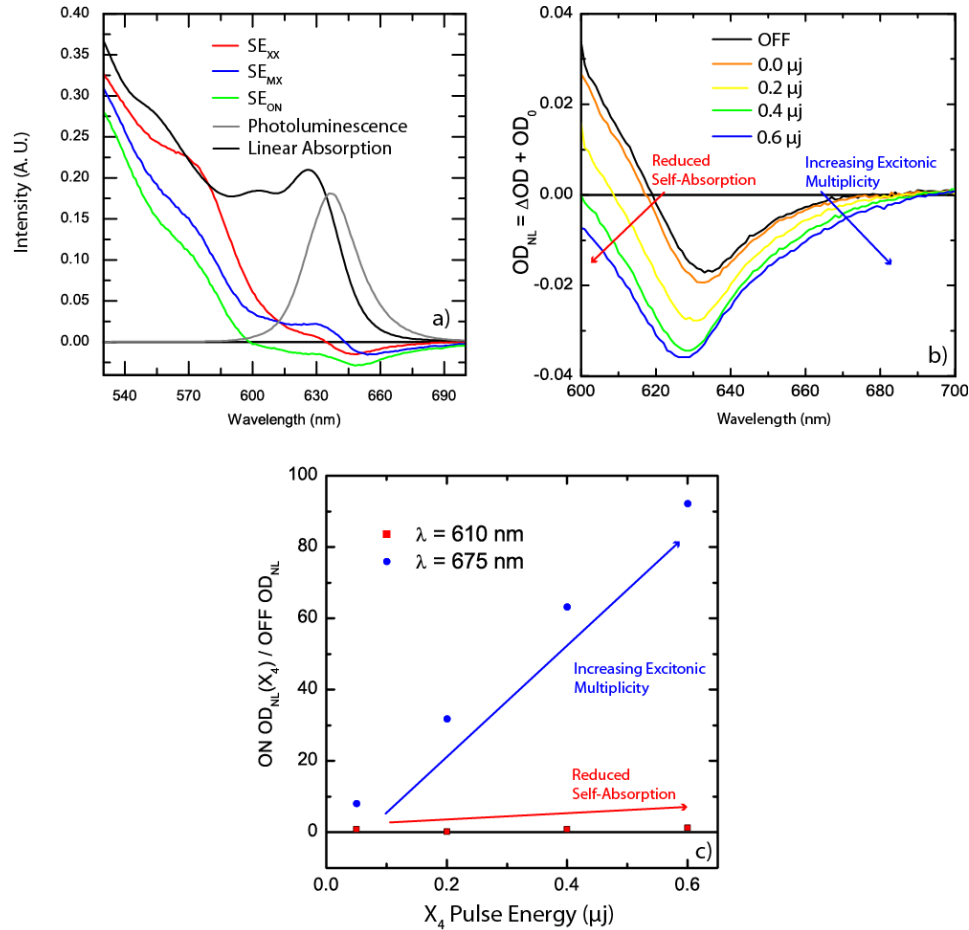 0.40
0.35
0.30
0.25
0.20
0.15
0.10
0.05
0.00
Intensity (A. U.)
SE_XX
SE_MX
SE_ON
Photoluminescence
Linear Absorption
a)
540 570 600 630 660 690
Wavelength (nm)
b)
0.04
0.00
-0.04
OD_NL = ΔOD + OD_0
OFF
0.0 μj
0.2 μj
0.4 μj
0.6 μj
Reduced
Self-Absorption
Increasing Excitonic
Multiplicity
b)
600 620 640 660 680 700
Wavelength (nm)
100
80
60
40
20
0
ON OD_NL(X_4) / OFF OD_NL
λ = 610 nm
λ = 675 nm
Increasing Excitonic
Multiplicity
Reduced
Self-Absorption
c)
0.0 0.2 0.4 0.6
X_4 Pulse Energy (μj)